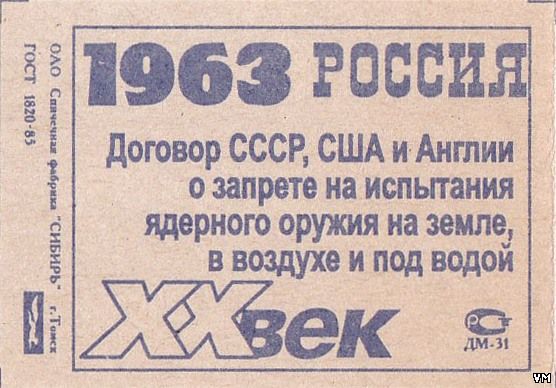 1963 РОССИЯ
Договор СССР, США и Англии
о запрете на испытания
ядерного оружия на земле,
в воздухе и под водой
XX век
РСТ
ДМ-31
ОАО Спичечная фабрика "СИБИРЬ" г.Томск
ГОСТ 1820-85
VM